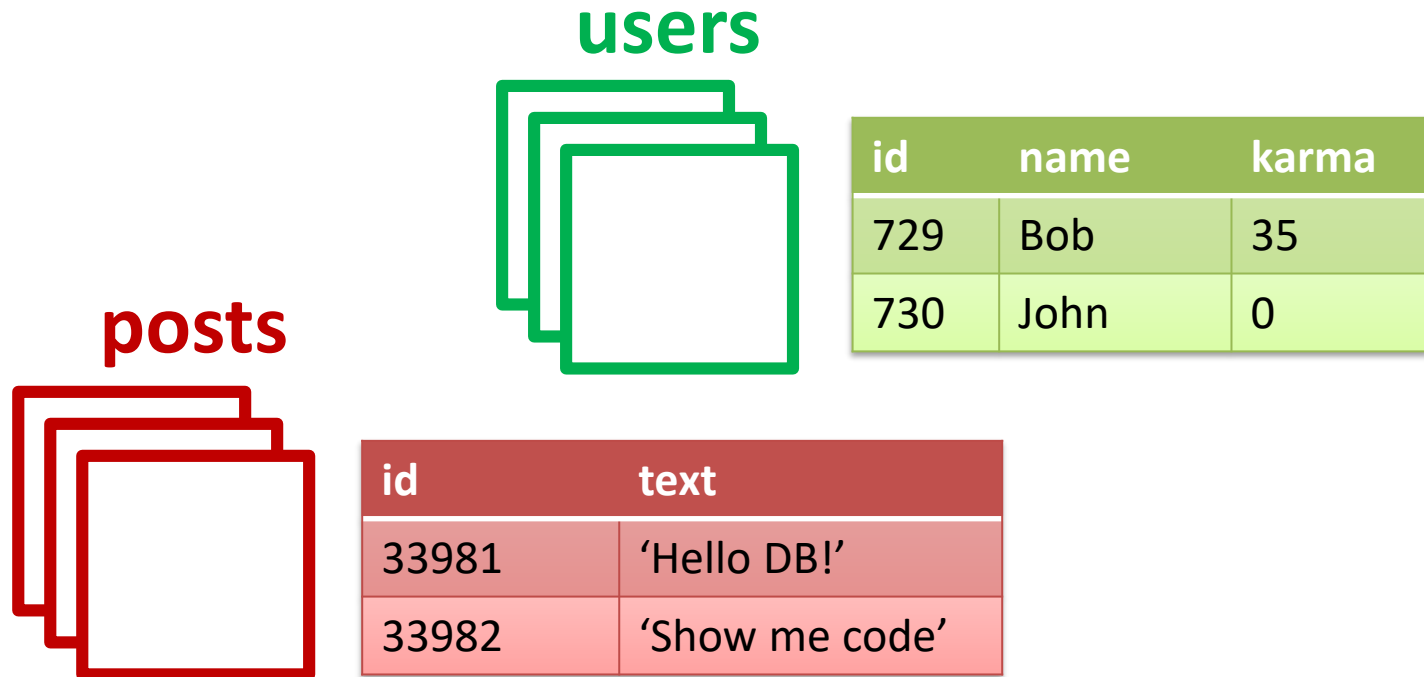 users
id name karma
729 Bob 35
730 John 0
posts
id text
33981 ‘Hello DB!’
33982 ‘Show me code’